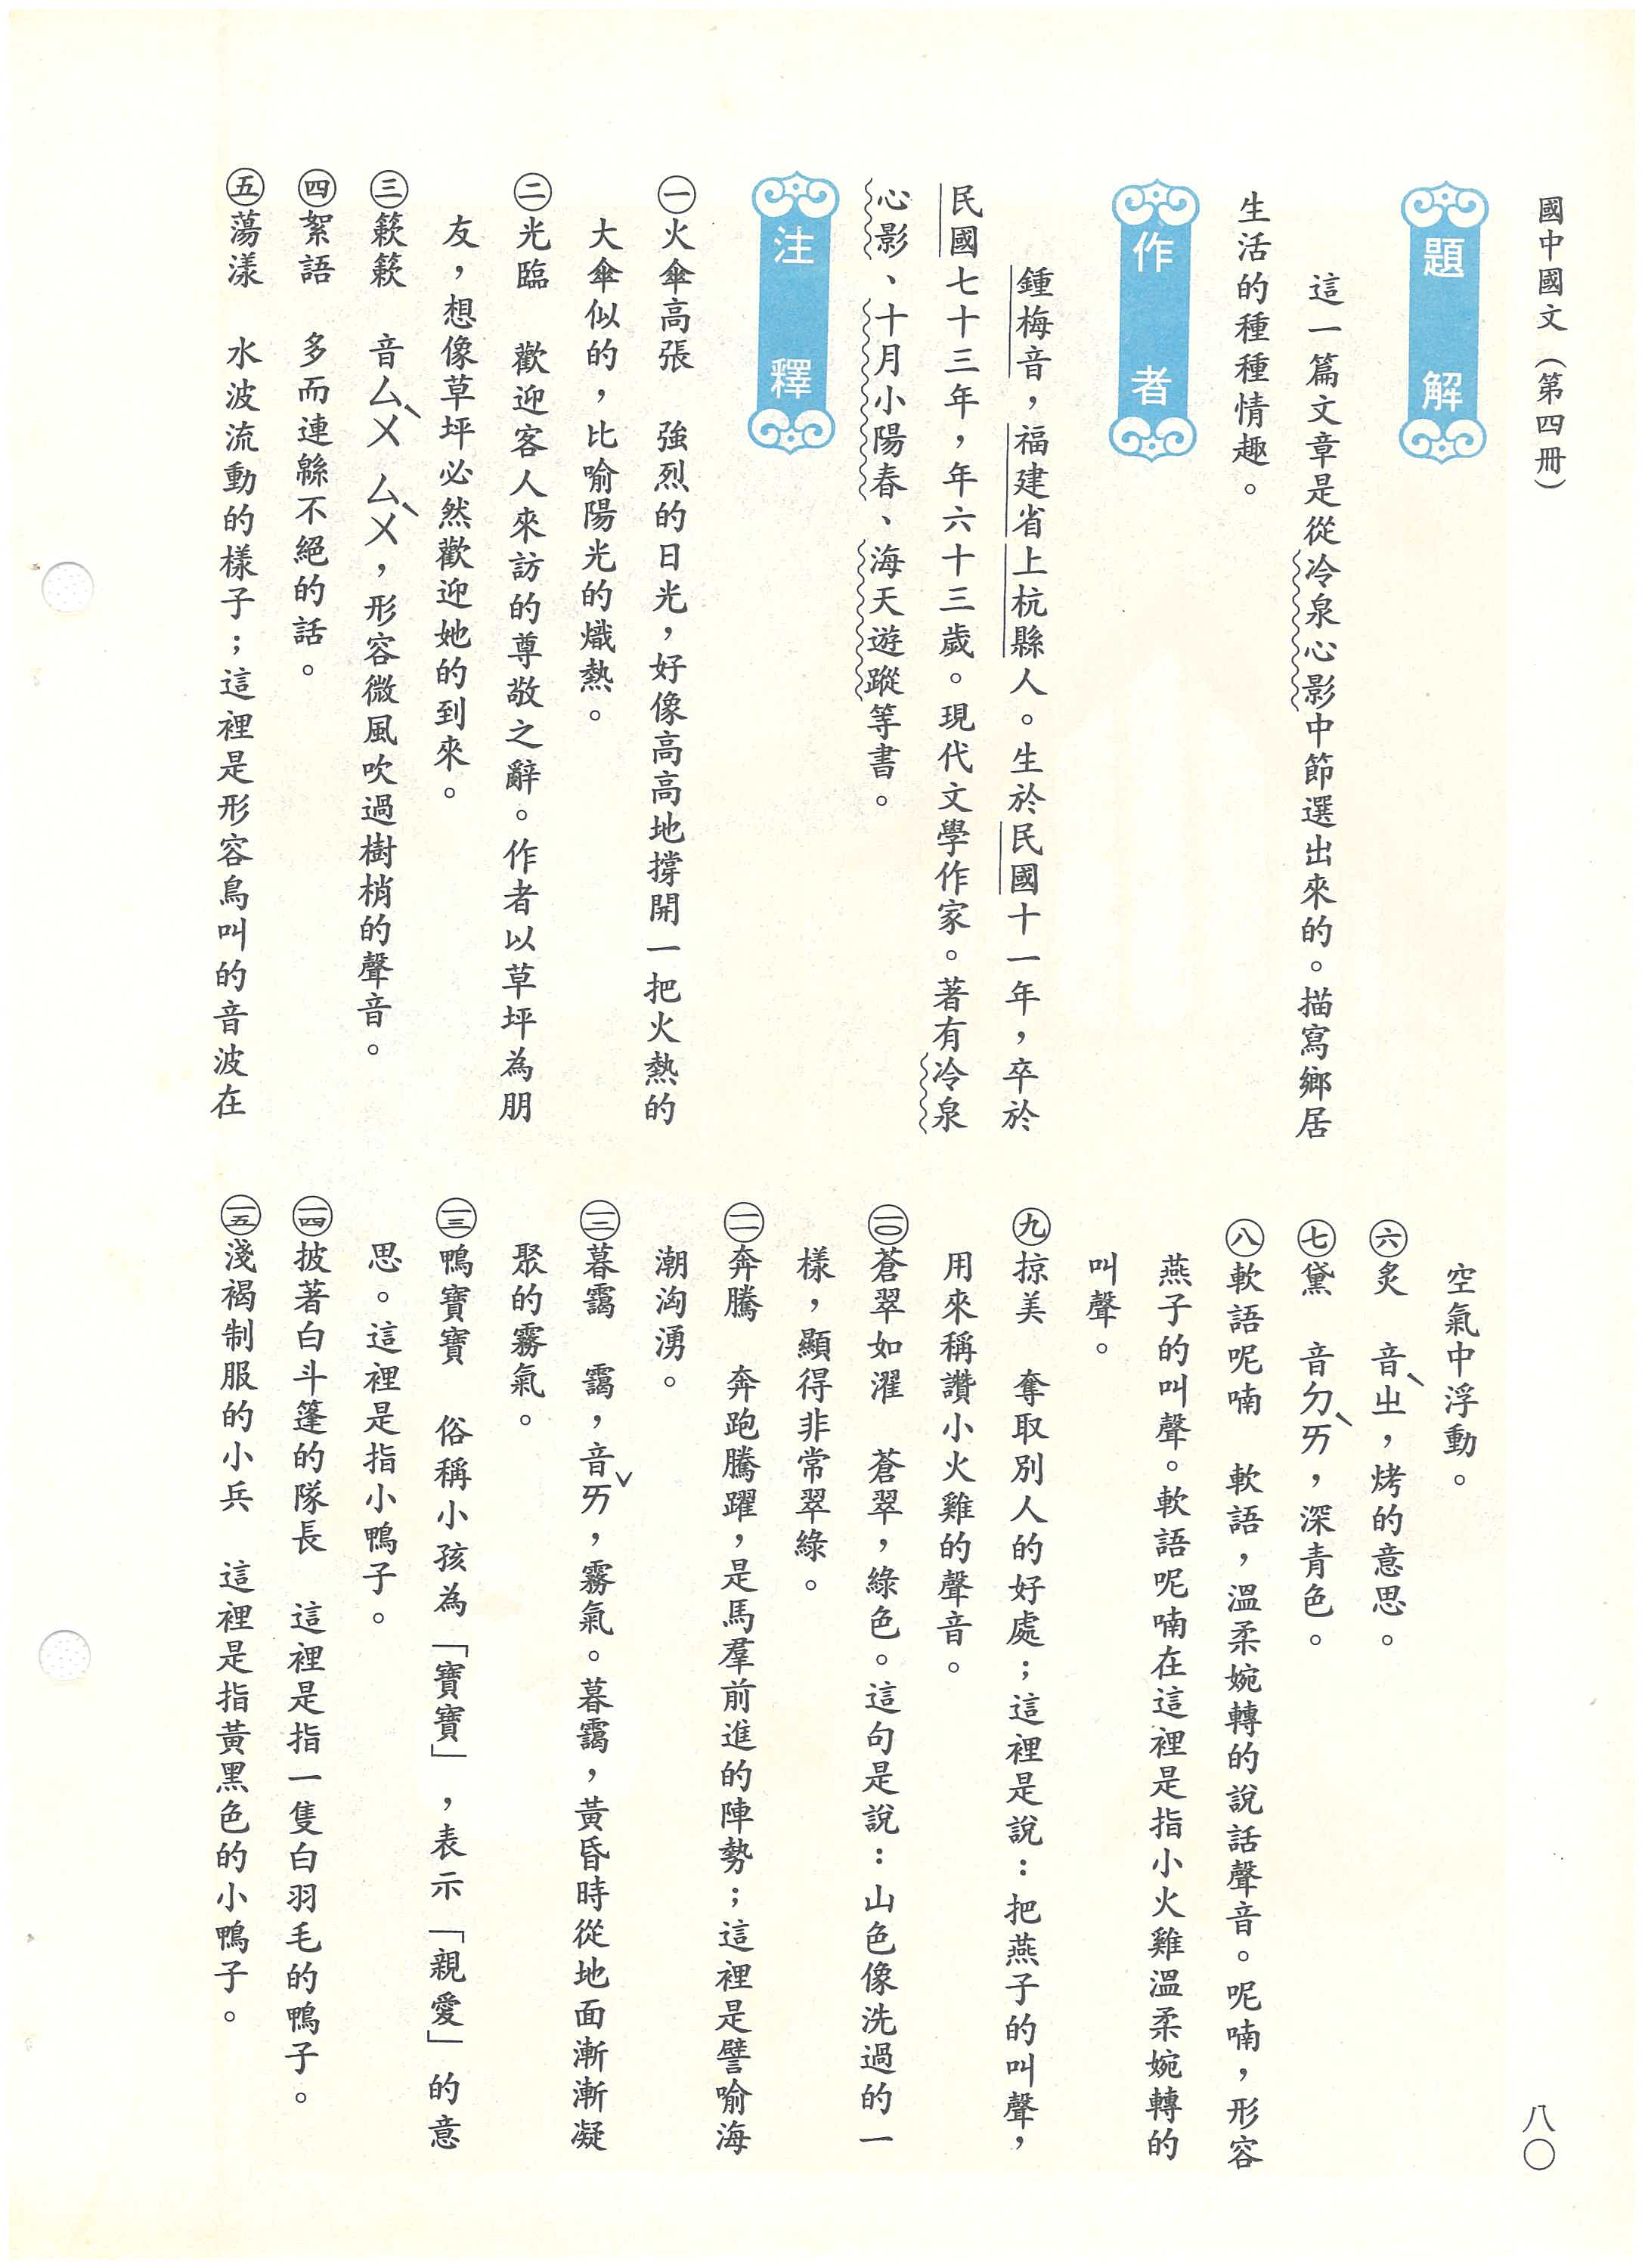 國中國文（第四冊）
八〇
題解
這一篇文章是從冷泉心影中節選出來的。描寫鄉居
生活的種種情趣。
作者
鍾梅音，福建省上杭縣人。生於民國十一年，卒於
民國七十三年，年六十三歲。現代文學作家。著有冷泉
心影、十月小陽春、海天遊蹤等書。
注釋
㊀火傘高張　強烈的日光，好像高高地撐開一把火熱的
大傘似的，比喻陽光的熾熱。
㊁光臨　歡迎客人來訪的尊敬之辭。作者以草坪為朋
友，想像草坪必然歡迎她的到來。
㊂簌簌　音ㄙㄨˋ ㄙㄨˋ，形容微風吹過樹梢的聲音。
㊃絮語　多而連緜不絕的話。
㊄蕩漾　水波流動的樣子；這裡是形容鳥叫的音波在
空氣中浮動。
㊅炙　音ㄓˋ，烤的意思。
㊆黛　音ㄉㄞˋ，深青色。
㊇軟語呢喃　軟語，溫柔婉轉的說話聲音。呢喃，形容
燕子的叫聲。軟語呢喃在這裡是指小火雞溫柔婉轉的
叫聲。
㊈掠美　奪取別人的好處；這裡是說：把燕子的叫聲，
用來稱讚小火雞的聲音。
(一〇)蒼翠如濯　蒼翠，綠色。這句是說：山色像洗過的一
樣，顯得非常翠綠。
(一一)奔騰　奔跑騰躍，是馬羣前進的陣勢；這裡是譬喻海
潮洶湧。
(一二)暮靄　靄，音ㄞˇ，霧氣。暮靄，黃昏時從地面漸漸凝
聚的霧氣。
(一三)鴨寶寶　俗稱小孩為「寶寶」，表示「親愛」的意
思。這裡是指小鴨子。
(一四)披著白斗篷的隊長　這裡是指一隻白羽毛的鴨子。
(一五)淺褐制服的小兵　這裡是指黃黑色的小鴨子。